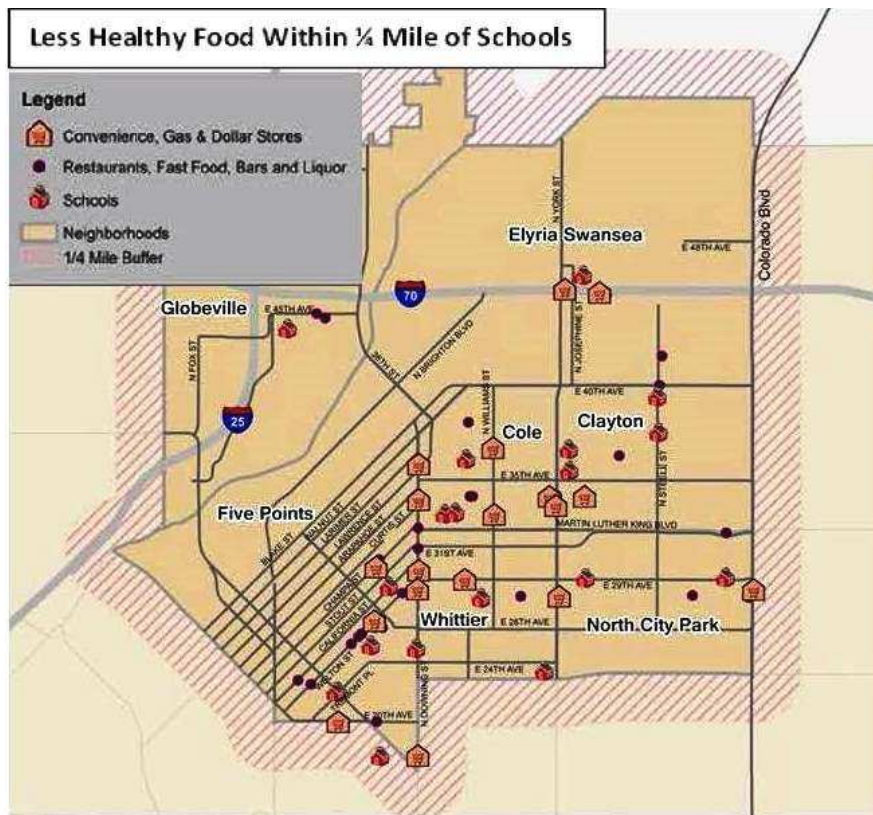 Less Healthy Food Within ¼ Mile of Schools
Legend
Convenience, Gas & Dollar Stores
Restaurants, Fast Food, Bars and Liquor
Schools
Neighborhoods
1/4 Mile Buffer
N YORK ST
Elyria Swansea
E 48TH AVE
Colorado Blvd
70
Globeville
E 45TH AVE
N FOX ST
38TH ST
N BRIGHTON BLVD
N JOSEPHINE ST
25
N WILLIAMS ST
E 40TH AVE
Cole
Clayton
E 35TH AVE
N STEELE ST
Five Points
BLAKE ST
WALNUT ST
LARIMER ST
LAWRENCE ST
ARAPAHOE ST
CURTIS ST
MARTIN LUTHER KING BLVD
E 31ST AVE
CHAMPA ST
STOUT ST
CALIFORNIA ST
E 29TH AVE
Whittier
E 26TH AVE
North City Park
WELTON ST
TREMONT PL
E 24TH AVE
N DOWNING ST
E 20TH AVE